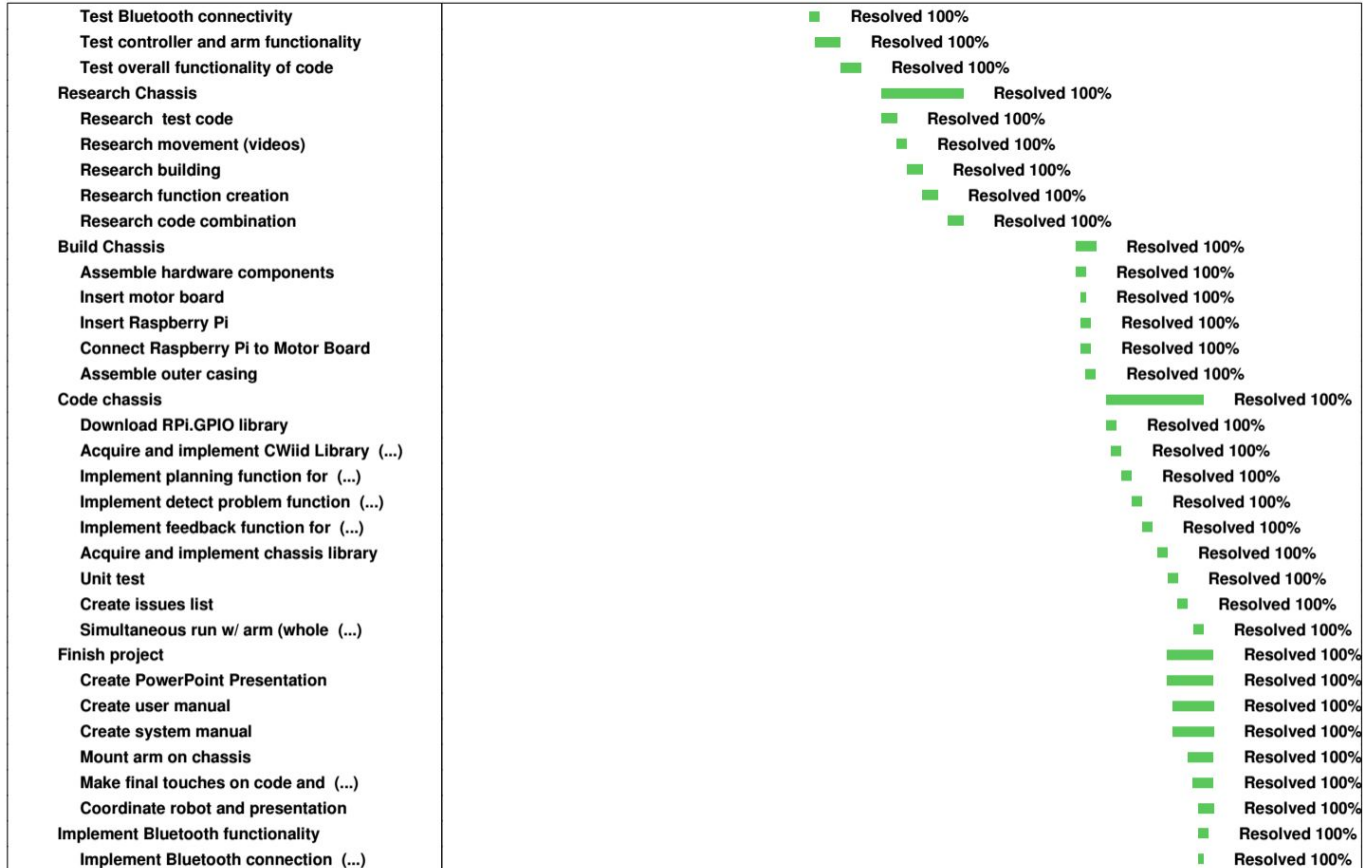 Test Bluetooth connectivity Resolved 100%
Test controller and arm functionality Resolved 100%
Test overall functionality of code Resolved 100%
Research Chassis Resolved 100%
Research test code Resolved 100%
Research movement (videos) Resolved 100%
Research building Resolved 100%
Research function creation Resolved 100%
Research code combination Resolved 100%
Build Chassis Resolved 100%
Assemble hardware components Resolved 100%
Insert motor board Resolved 100%
Insert Raspberry Pi Resolved 100%
Connect Raspberry Pi to Motor Board Resolved 100%
Assemble outer casing Resolved 100%
Code chassis Resolved 100%
Download RPi.GPIO library Resolved 100%
Acquire and implement CWiid Library (...) Resolved 100%
Implement planning function for (...) Resolved 100%
Implement detect problem function (...) Resolved 100%
Implement feedback function for (...) Resolved 100%
Acquire and implement chassis library Resolved 100%
Unit test Resolved 100%
Create issues list Resolved 100%
Simultaneous run w/ arm (whole (...) Resolved 100%
Finish project Resolved 100%
Create PowerPoint Presentation Resolved 100%
Create user manual Resolved 100%
Create system manual Resolved 100%
Mount arm on chassis Resolved 100%
Make final touches on code and (...) Resolved 100%
Coordinate robot and presentation Resolved 100%
Implement Bluetooth functionality Resolved 100%
Implement Bluetooth connection (...) Resolved 100%